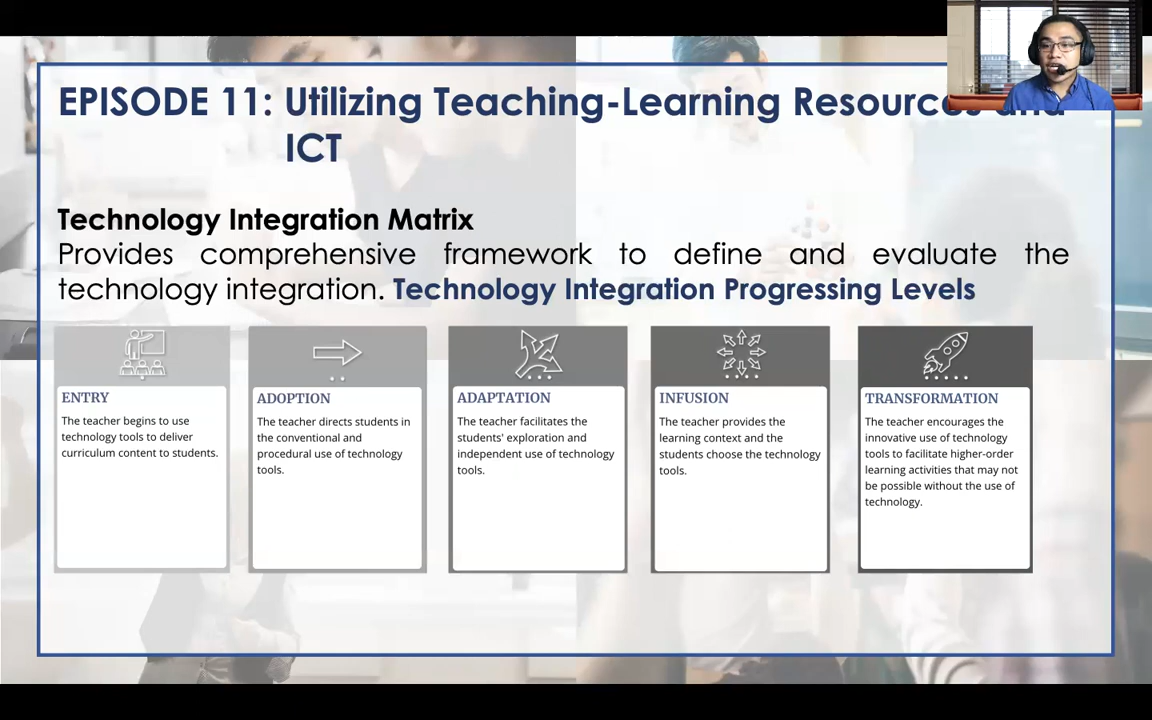 EPISODE 11: Utilizing Teaching-Learning Resources and
ICT
Technology Integration Matrix
Provides comprehensive framework to define and evaluate the
technology integration. Technology Integration Progressing Levels
ENTRY
The teacher begins to use
technology tools to deliver
curriculum content to students.
ADOPTION
The teacher directs students in
the conventional and
procedural use of technology
tools.
ADAPTATION
The teacher facilitates the
students' exploration and
independent use of technology
tools.
INFUSION
The teacher provides the
learning context and the
students choose the technology
tools.
TRANSFORMATION
The teacher encourages the
innovative use of technology
tools to facilitate higher-order
learning activities that may not
be possible without the use of
technology.